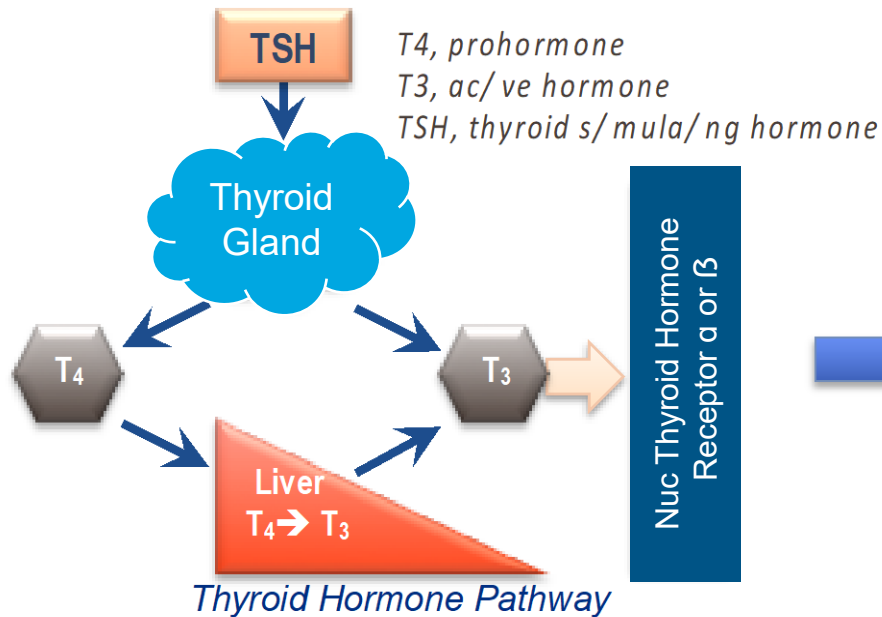 TSH
T4, prohormone
T3, ac/ ve hormone
TSH, thyroid s/ mula/ ng hormone
Thyroid
Gland
T₄
T₃
Nuc Thyroid Hormone
Receptor α or ß
Liver
T₄➔ T₃
Thyroid Hormone Pathway